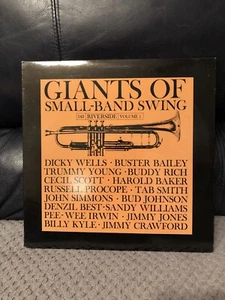 GIANTS OF
SMALL-BAND SWING
RIVERSIDE VOLUME 1
DICKY WELLS · BUSTER BAILEY
TRUMMY YOUNG · BUDDY RICH
CECIL SCOTT · HAROLD BAKER
RUSSELL PROCOPE · TAB SMITH
JOHN SIMMONS · BUD JOHNSON
DENZIL BEST · SANDY WILLIAMS
PEE-WEE IRWIN · JIMMY JONES
BILLY KYLE · JIMMY CRAWFORD